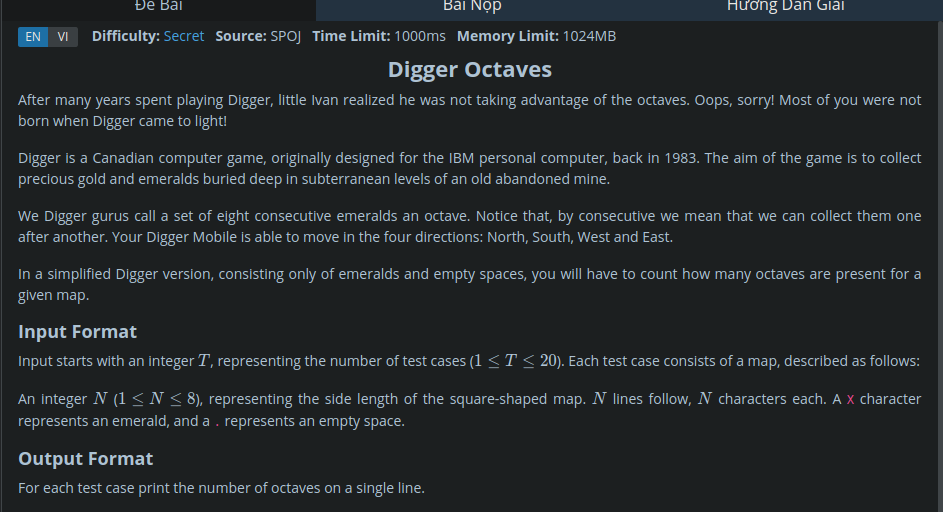 Đề Bài Bài Nộp Hướng Dẫn Giải
EN VI Difficulty: Secret Source: SPOJ Time Limit: 1000ms Memory Limit: 1024MB
Digger Octaves
After many years spent playing Digger, little Ivan realized he was not taking advantage of the octaves. Oops, sorry! Most of you were not
born when Digger came to light!
Digger is a Canadian computer game, originally designed for the IBM personal computer, back in 1983. The aim of the game is to collect
precious gold and emeralds buried deep in subterranean levels of an old abandoned mine.
We Digger gurus call a set of eight consecutive emeralds an octave. Notice that, by consecutive we mean that we can collect them one
after another. Your Digger Mobile is able to move in the four directions: North, South, West and East.
In a simplified Digger version, consisting only of emeralds and empty spaces, you will have to count how many octaves are present for a
given map.
Input Format
Input starts with an integer T, representing the number of test cases (1 ≤ T ≤ 20). Each test case consists of a map, described as follows:
An integer N (1 ≤ N ≤ 8), representing the side length of the square-shaped map. N lines follow, N characters each. A X character
represents an emerald, and a . represents an empty space.
Output Format
For each test case print the number of octaves on a single line.